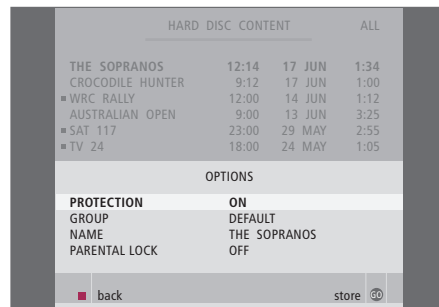 HARD DISC CONTENT ALL
THE SOPRANOS 12:14 17 JUN 1:34
CROCODILE HUNTER 9:12 17 JUN 1:00
WRC RALLY 12:00 14 JUN 1:12
AUSTRALIAN OPEN 9:00 13 JUN 3:25
SAT 117 23:00 29 MAY 2:55
TV 24 18:00 24 MAY 1:05
OPTIONS
PROTECTION ON
GROUP DEFAULT
NAME THE SOPRANOS
PARENTAL LOCK OFF
back store GO